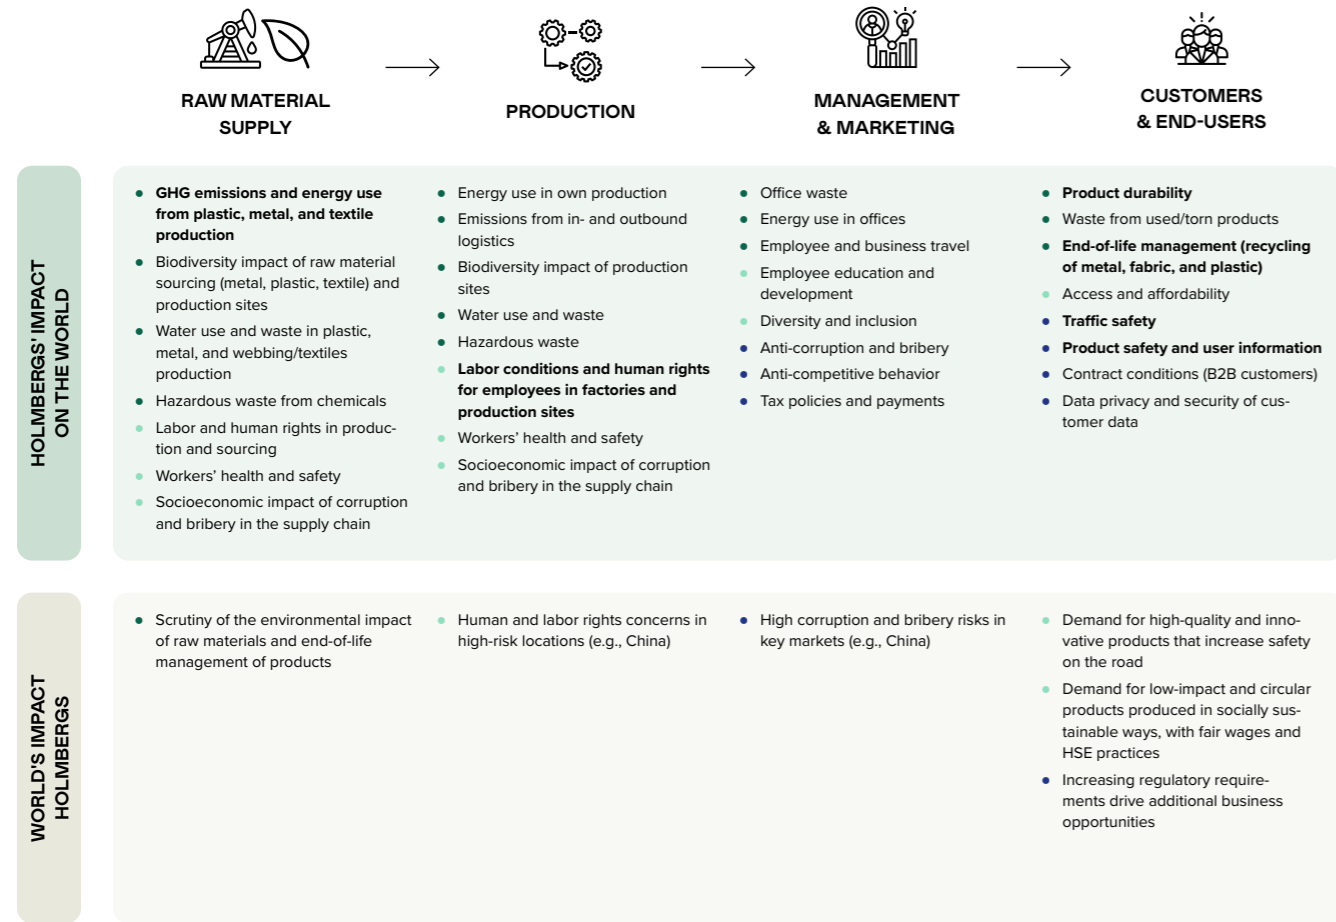 RAW MATERIAL
SUPPLY
PRODUCTION
MANAGEMENT
& MARKETING
CUSTOMERS
& END-USERS
HOLMBERGS' IMPACT
ON THE WORLD
GHG emissions and energy use
from plastic, metal, and textile
production
Biodiversity impact of raw material
sourcing (metal, plastic, textile) and
production sites
Water use and waste in plastic,
metal, and webbing/textiles
production
Hazardous waste from chemicals
Labor and human rights in produc-
tion and sourcing
Workers' health and safety
Socioeconomic impact of corruption
and bribery in the supply chain
Energy use in own production
Emissions from in- and outbound
logistics
Biodiversity impact of production
sites
Water use and waste
Hazardous waste
Labor conditions and human rights
for employees in factories and
production sites
Workers' health and safety
Socioeconomic impact of corruption
and bribery in the supply chain
Office waste
Energy use in offices
Employee and business travel
Employee education and
development
Diversity and inclusion
Anti-corruption and bribery
Anti-competitive behavior
Tax policies and payments
Product durability
Waste from used/torn products
End-of-life management (recycling
of metal, fabric, and plastic)
Access and affordability
Traffic safety
Product safety and user information
Contract conditions (B2B customers)
Data privacy and security of cus-
tomer data
WORLD'S IMPACT
HOLMBERGS
Scrutiny of the environmental impact
of raw materials and end-of-life
management of products
Human and labor rights concerns in
high-risk locations (e.g., China)
High corruption and bribery risks in
key markets (e.g., China)
Demand for high-quality and inno-
vative products that increase safety
on the road
Demand for low-impact and circular
products produced in socially sus-
tainable ways, with fair wages and
HSE practices
Increasing regulatory require-
ments drive additional business
opportunities